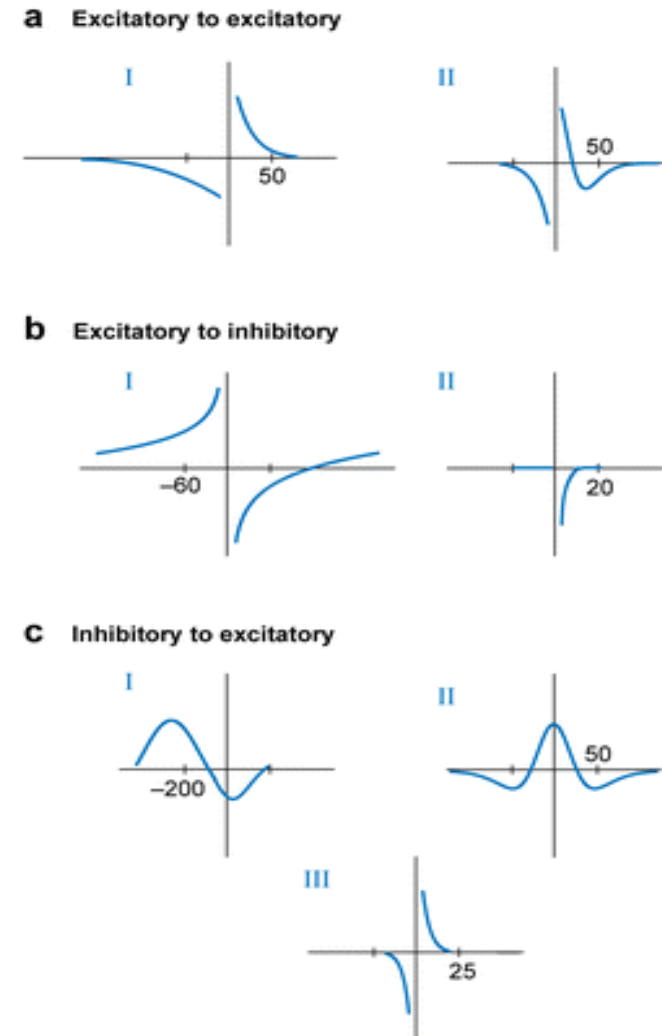 a Excitatory to excitatory
I II
50 50
b Excitatory to inhibitory
I II
–60 20
c Inhibitory to excitatory
I II
–200 50
III
25